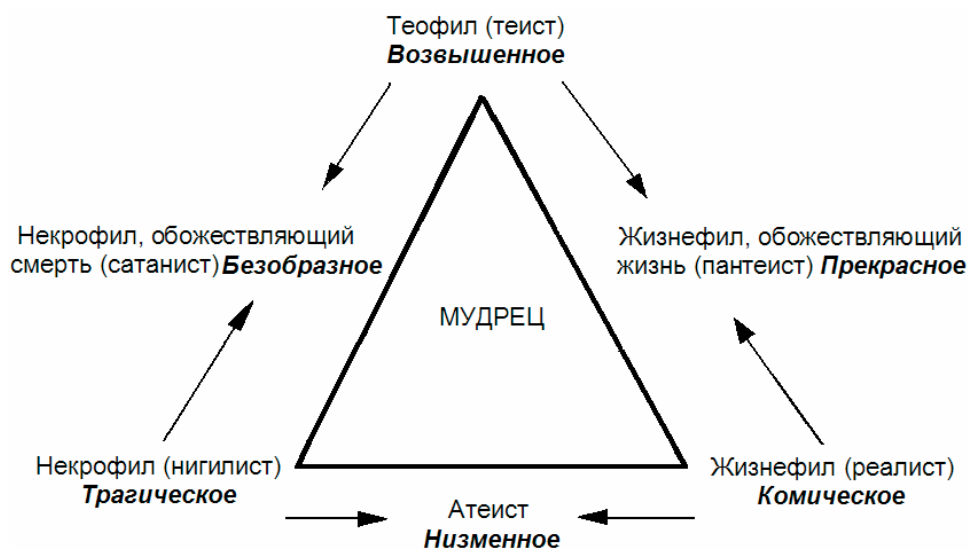 Теофил (теист)
Возвышенное
Некрофил, обожествляющий
смерть (сатанист) Безобразное
Жизнефил, обожествляющий
жизнь (пантеист) Прекрасное
МУДРЕЦ
Некрофил (нигилист)
Трагическое
Атеист
Низменное
Жизнефил (реалист)
Комическое